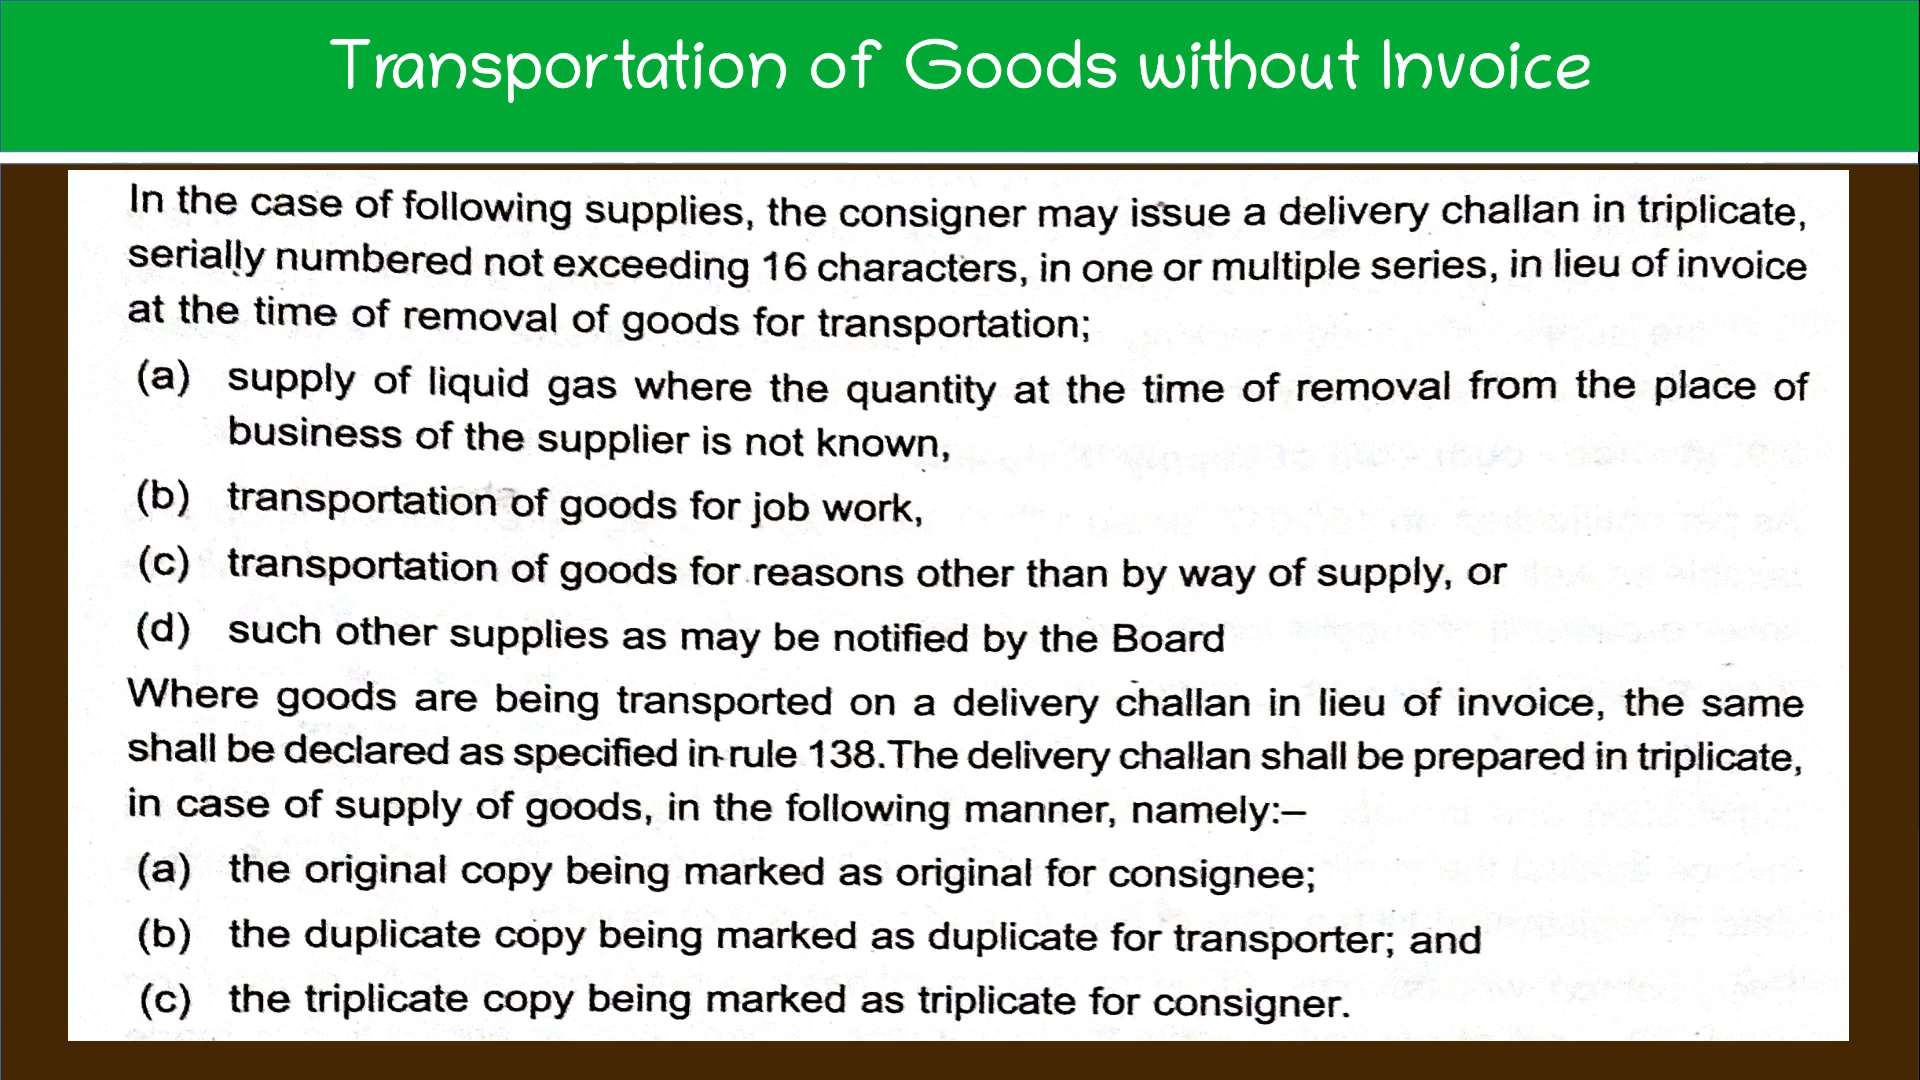 Transportation of Goods without Invoice
In the case of following supplies, the consigner may issue a delivery challan in triplicate,
serially numbered not exceeding 16 characters, in one or multiple series, in lieu of invoice
at the time of removal of goods for transportation;
(a) supply of liquid gas where the quantity at the time of removal from the place of
business of the supplier is not known,
(b) transportation of goods for job work,
(c) transportation of goods for reasons other than by way of supply, or
(d) such other supplies as may be notified by the Board
Where goods are being transported on a delivery challan in lieu of invoice, the same
shall be declared as specified in rule 138. The delivery challan shall be prepared in triplicate,
in case of supply of goods, in the following manner, namely:–
(a) the original copy being marked as original for consignee;
(b) the duplicate copy being marked as duplicate for transporter; and
(c) the triplicate copy being marked as triplicate for consigner.